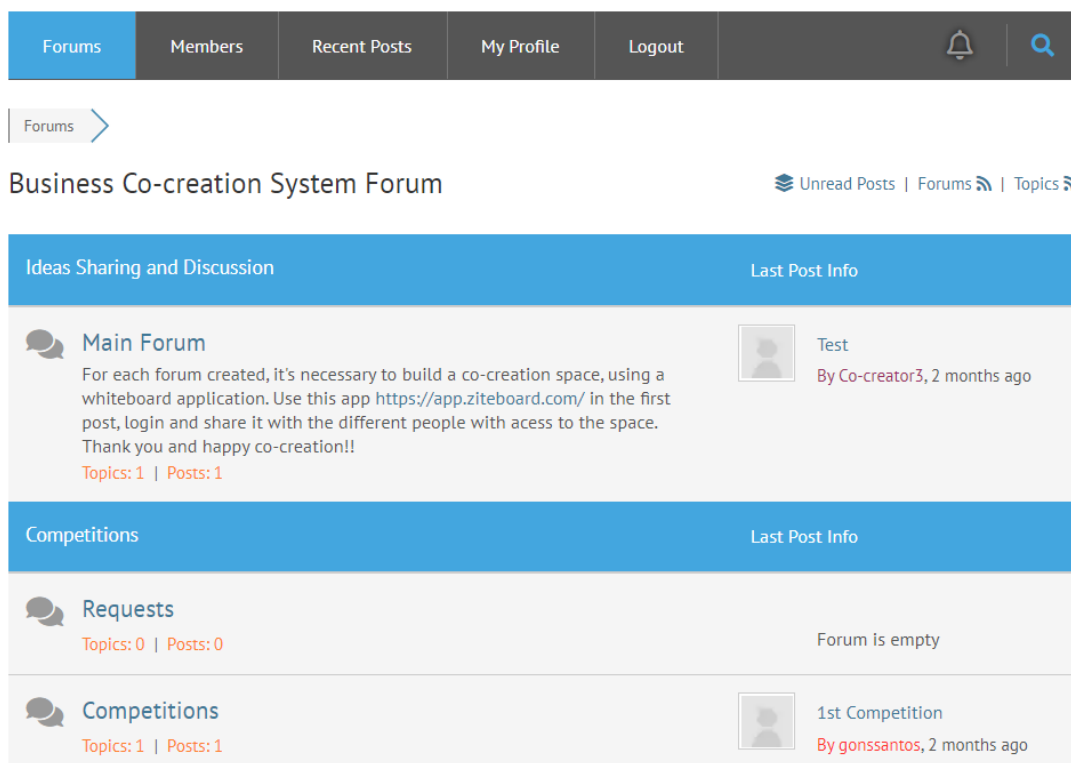 Forums Members Recent Posts My Profile Logout
Forums
Business Co-creation System Forum
Unread Posts | Forums | Topics
Ideas Sharing and Discussion Last Post Info
Main Forum
For each forum created, it's necessary to build a co-creation space, using a
whiteboard application. Use this app https://app.ziteboard.com/ in the first
post, login and share it with the different people with acess to the space.
Thank you and happy co-creation!!
Topics: 1 | Posts: 1
Test
By Co-creator3, 2 months ago
Competitions Last Post Info
Requests
Topics: 0 | Posts: 0
Forum is empty
Competitions
Topics: 1 | Posts: 1
1st Competition
By gonssantos, 2 months ago